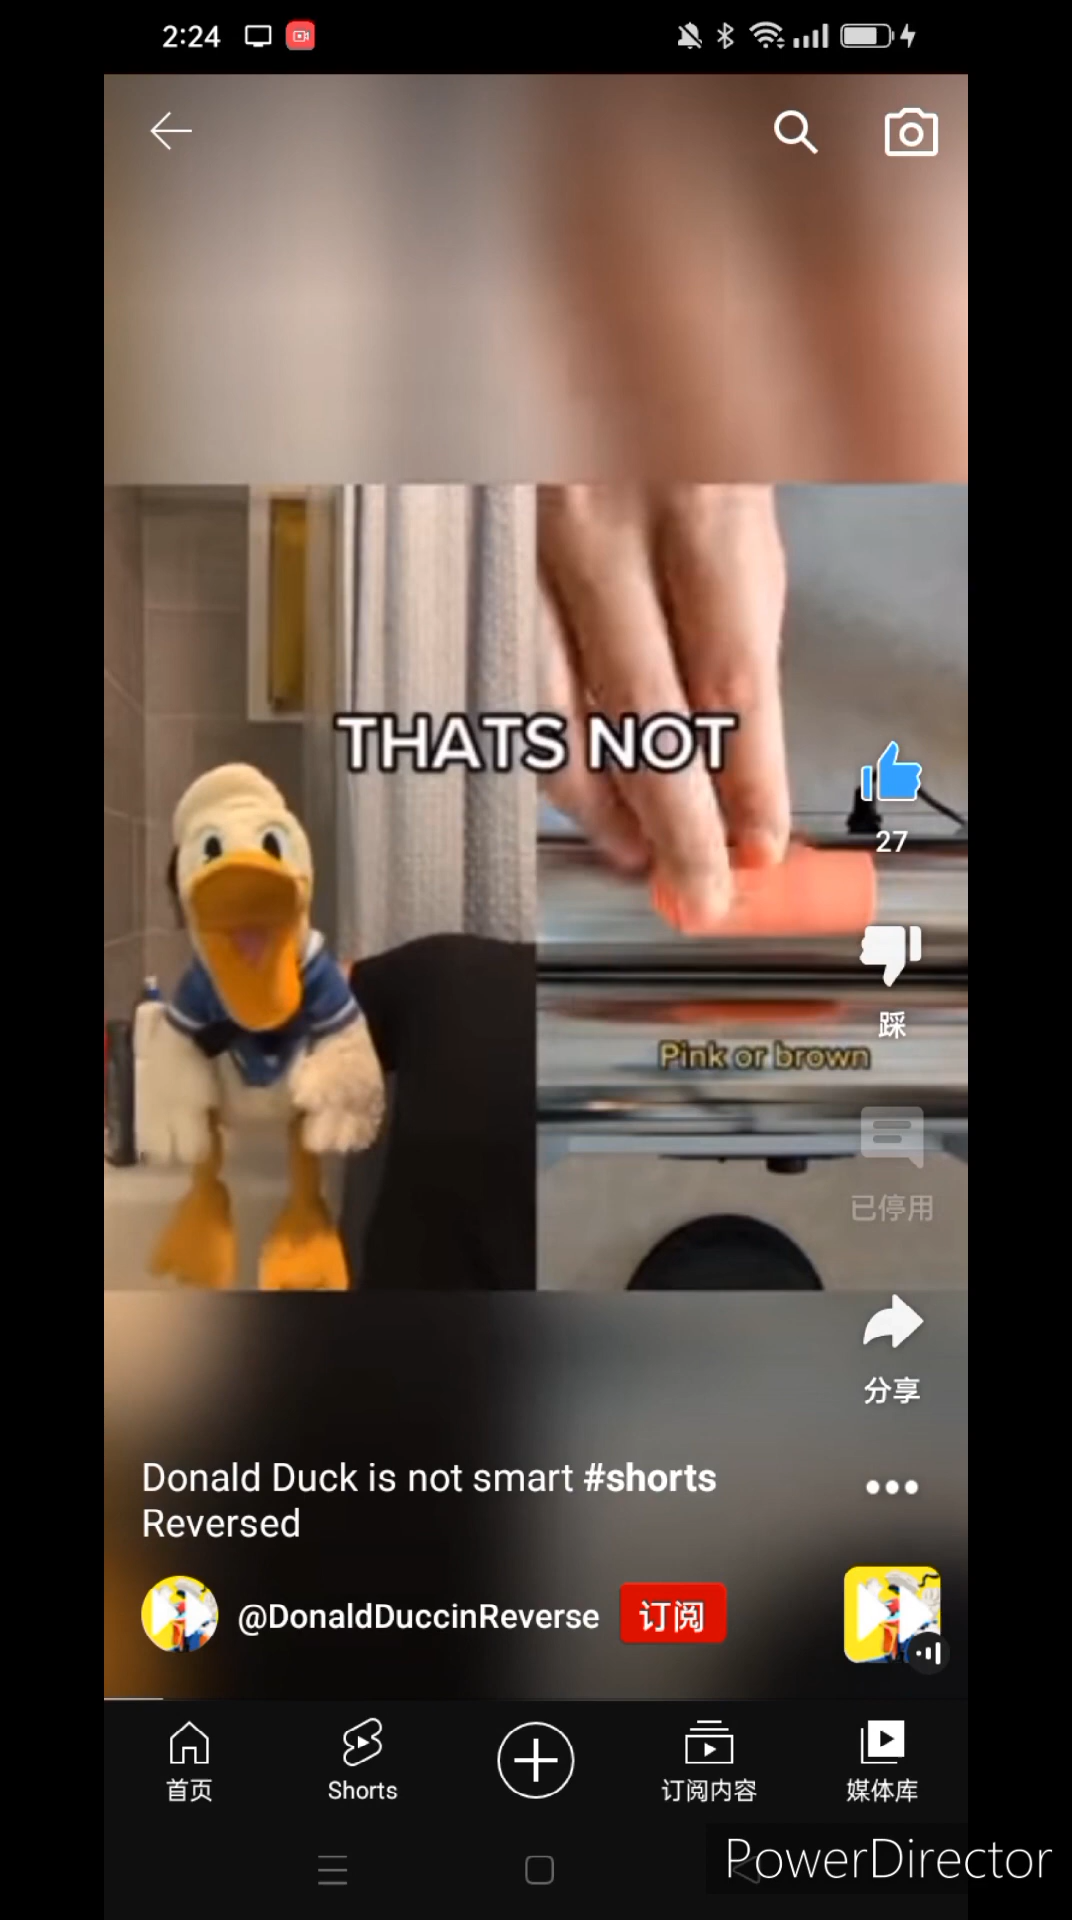 2:24
THATS NOT
27
Pink or brown
踩
已停用
分享
Donald Duck is not smart #shorts
Reversed
@DonaldDuccinReverse
订阅
首页
Shorts
订阅内容
媒体库
PowerDirector